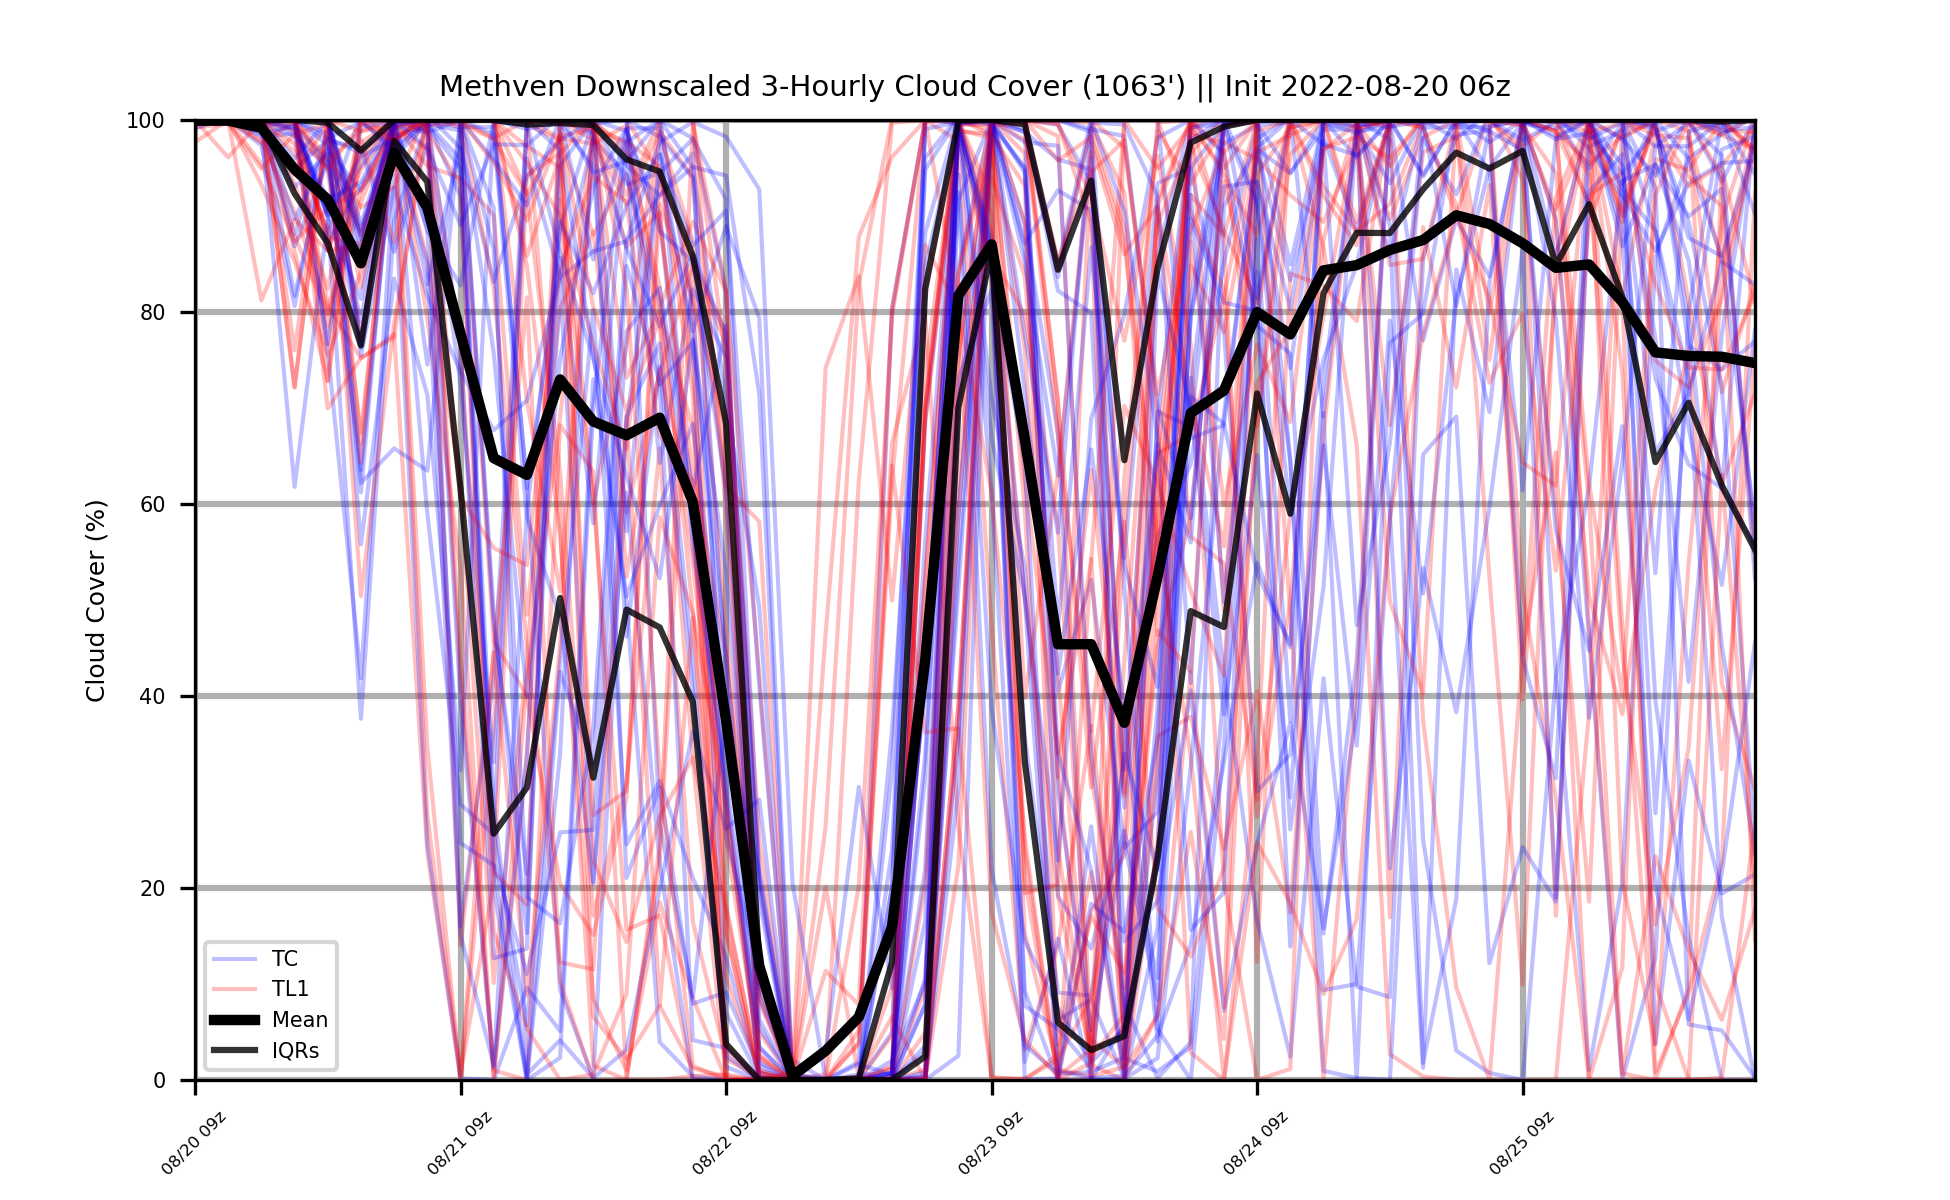 Methven Downscaled 3-Hourly Cloud Cover (1063') || Init 2022-08-20 06z
Cloud Cover (%)
100
80
60
40
20
0
TC
TL1
Mean
IQRs
08/20 09z
08/21 09z
08/22 09z
08/23 09z
08/24 09z
08/25 09z